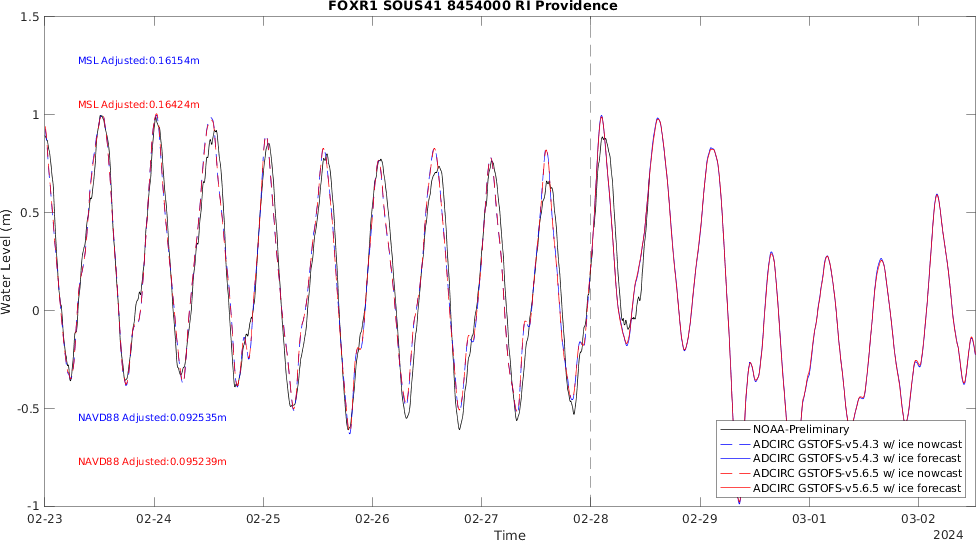 FOXR1 SOUS41 8454000 RI Providence
1.5
MSL Adjusted:0.16154m
MSL Adjusted:0.16424m
1
0.5
Water Level (m)
0
-0.5
NAVD88 Adjusted:0.092535m
NAVD88 Adjusted:0.095239m
NOAA-Preliminary
ADCIRC GSTOFS-v5.4.3 w/ ice nowcast
ADCIRC GSTOFS-v5.4.3 w/ ice forecast
ADCIRC GSTOFS-v5.6.5 w/ ice nowcast
ADCIRC GSTOFS-v5.6.5 w/ ice forecast
-1
02-23 02-24 02-25 02-26 02-27 02-28 02-29 03-01 03-02
Time
2024